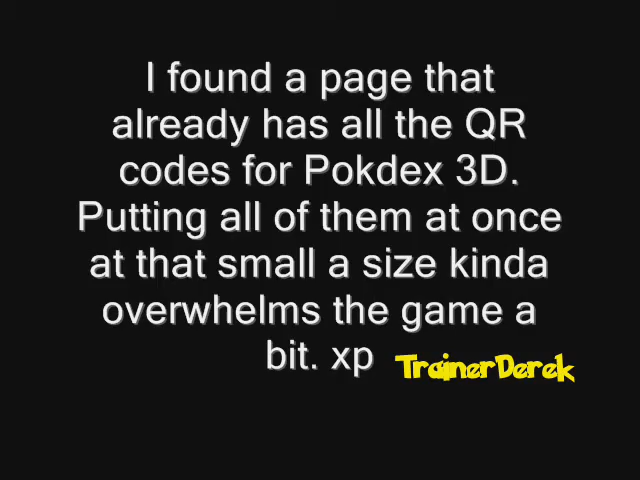 I found a page that
already has all the QR
codes for Pokdex 3D.
Putting all of them at once
at that small a size kinda
overwhelms the game a
bit. xp
TrainerDerek